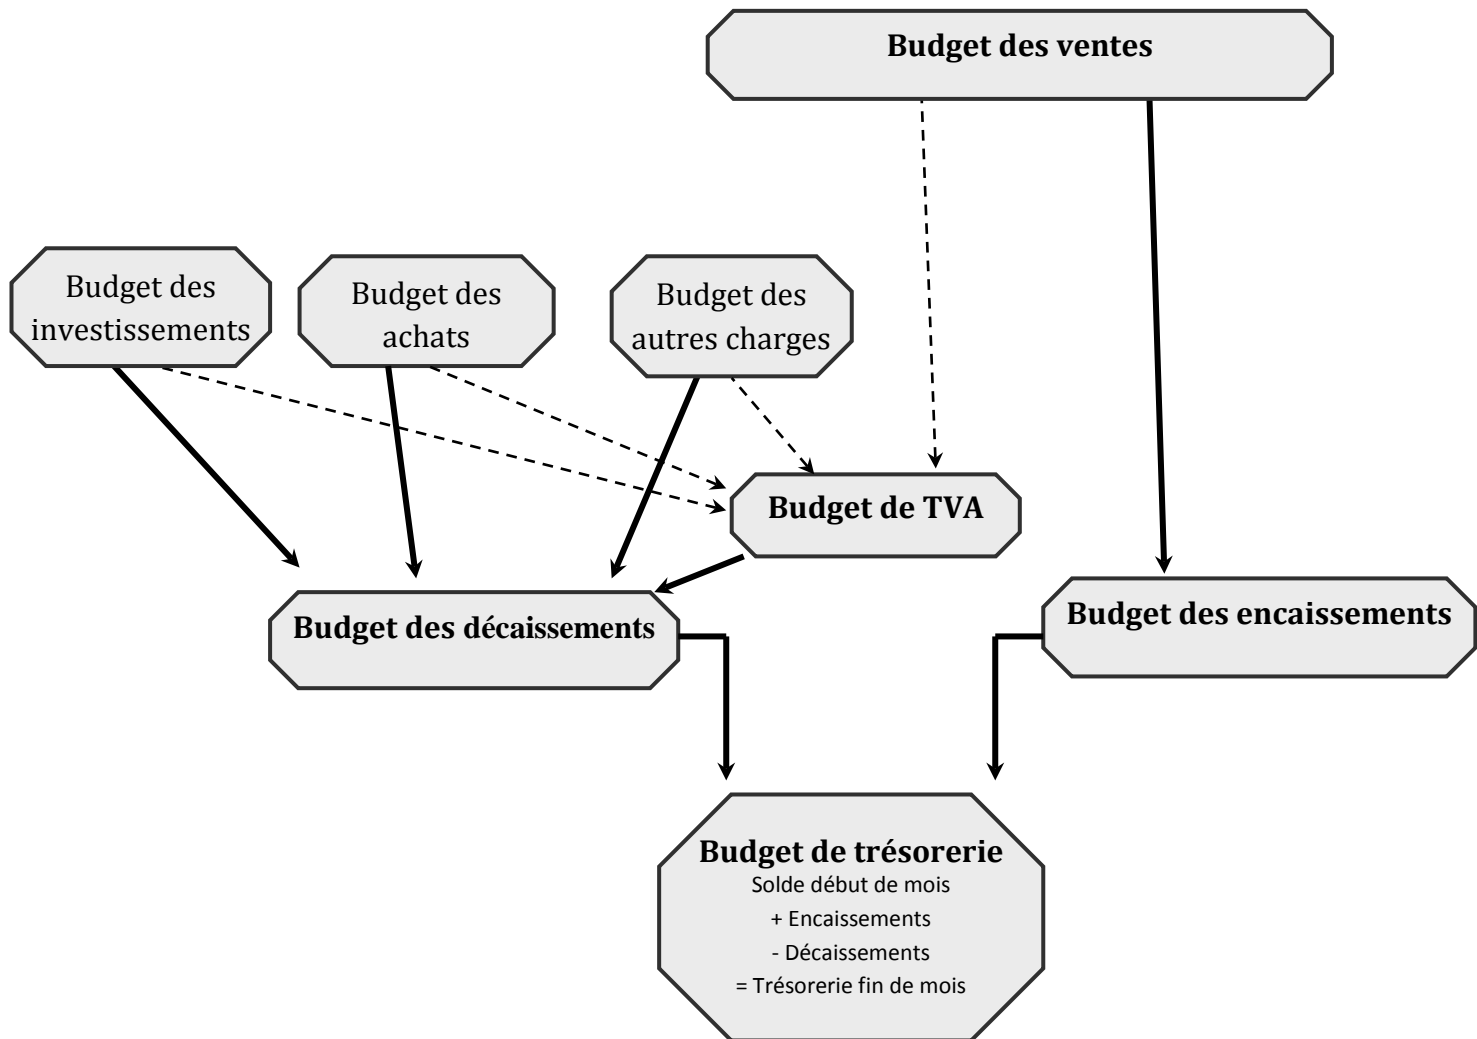 Budget des ventes
Budget des
investissements
Budget des
achats
Budget des
autres charges
Budget de TVA
Budget des décaissements
Budget des encaissements
Budget de trésorerie
Solde début de mois
+ Encaissements
- Décaissements
= Trésorerie fin de mois